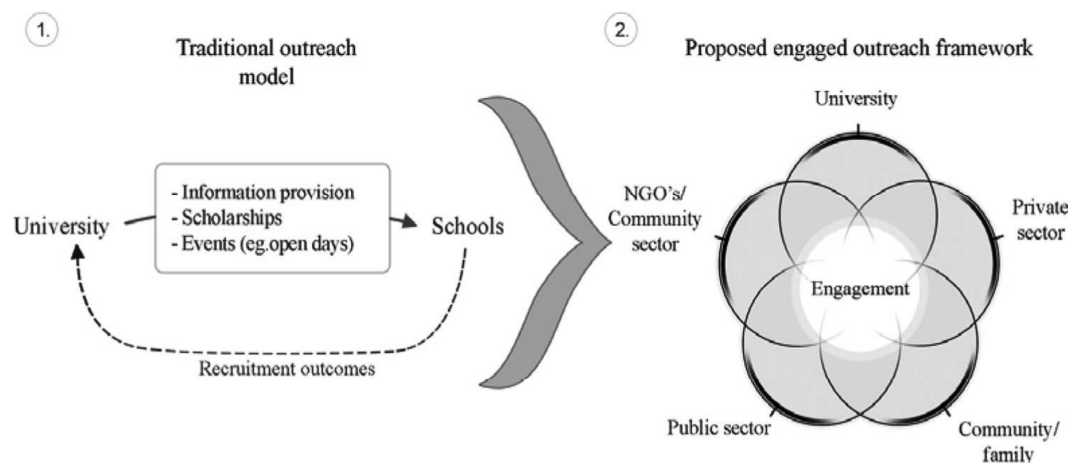 1.
Traditional outreach
model
University
- Information provision
- Scholarships
- Events (eg.open days)
Schools
Recruitment outcomes
2.
Proposed engaged outreach framework
University
NGO's/
Community
sector
Private
sector
Engagement
Public sector
Community/
family